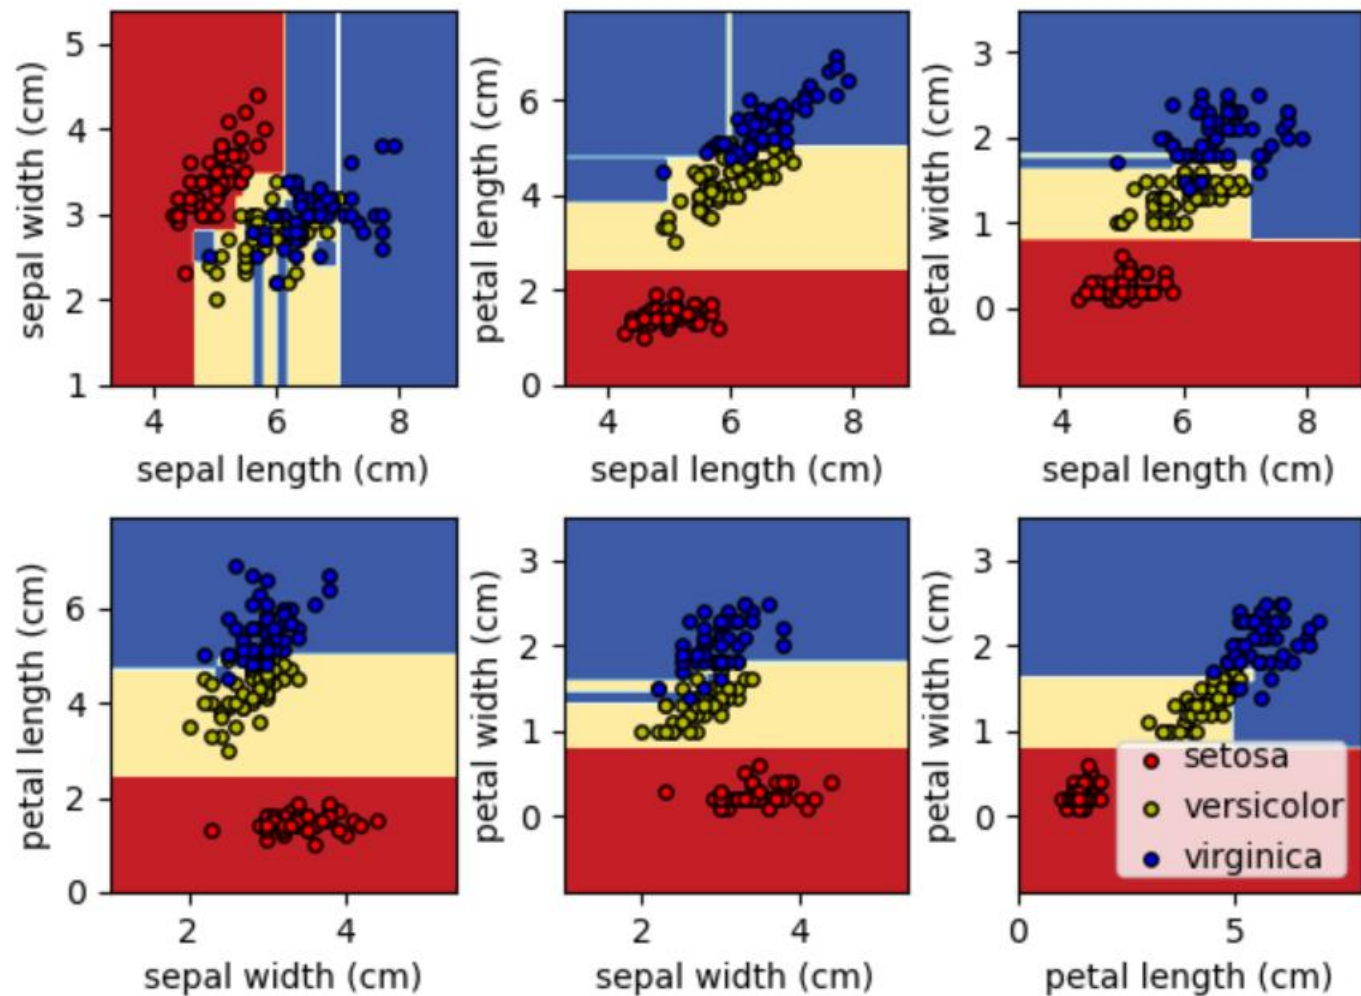 sepal width (cm)
5
4
3
2
1
4 6 8
sepal length (cm)
petal length (cm)
6
4
2
0
4 6 8
sepal length (cm)
petal width (cm)
3
2
1
0
4 6 8
sepal length (cm)
petal length (cm)
6
4
2
0
2 4
sepal width (cm)
petal width (cm)
3
2
1
0
2 4
sepal width (cm)
petal width (cm)
3
2
1
0
0 5
petal length (cm)
setosa
versicolor
virginica